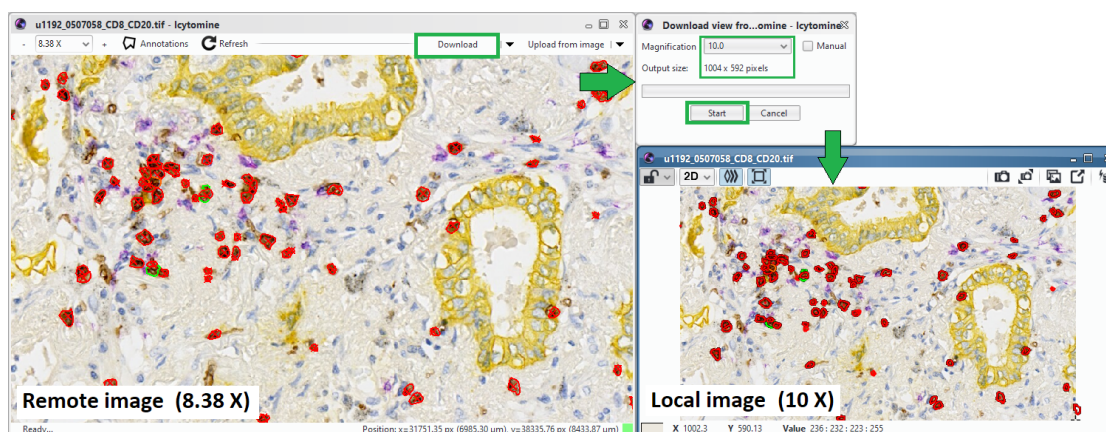 u1192_0507058_CD8_CD20.tif - Icytomine
- 8.38 X + Annotations Refresh Download Upload from image
Remote image (8.38 X)
Ready... Position: x=31751.35 px (6985.30 um), y=38335.76 px (8433.87 um)
Download view fro...omine - Icytomine
Magnification 10.0 Manual
Output size: 1004 x 592 pixels
Start Cancel
u1192_0507058_CD8_CD20.tif
2D
Local image (10 X)
X 1002.3 Y 590.13 Value 236 : 232 : 223 : 255